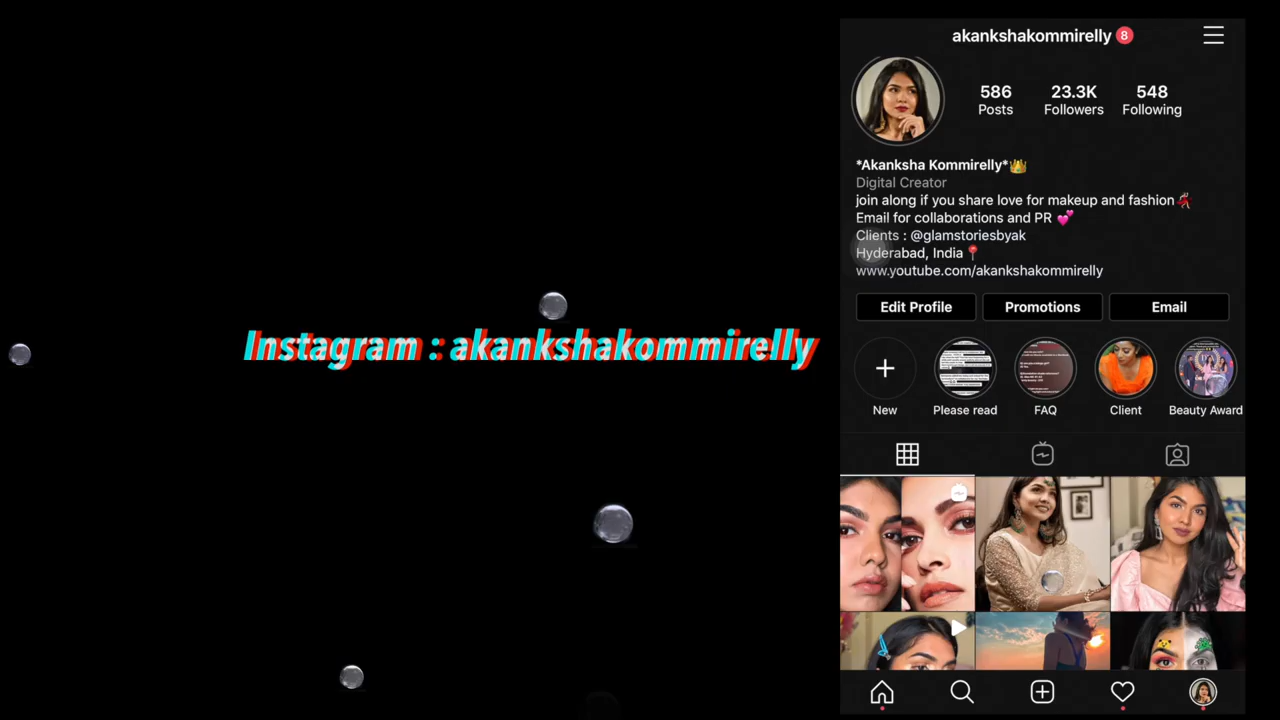 Instagram : akankshakommirelly
akankshakommirelly 8
586 23.3K 548
Posts Followers Following
*Akanksha Kommirelly*👑
Digital Creator
join along if you share love for makeup and fashion💃
Email for collaborations and PR 💕
Clients : @glamstoriesbyak
Hyderabad, India📍
www.youtube.com/akankshakommirelly
Edit Profile Promotions Email
New Please read FAQ Client Beauty Award